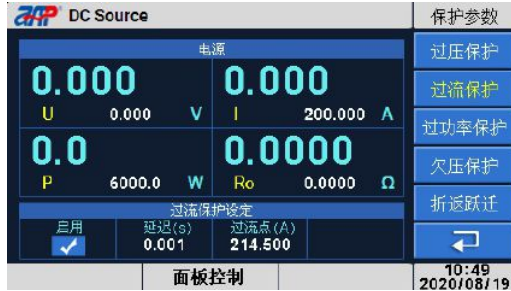 DC Source
保护参数
电源
0.000
U 0.000 V
0.000
I 200.000 A
0.0
P 6000.0 W
0.0000
Ro 0.0000 Ω
过流保护设定
启用
延迟(s)
0.001
过流点(A)
214.500
面板控制
过压保护
过流保护
过功率保护
欠压保护
折返跃迁
10:49
2020/08/19